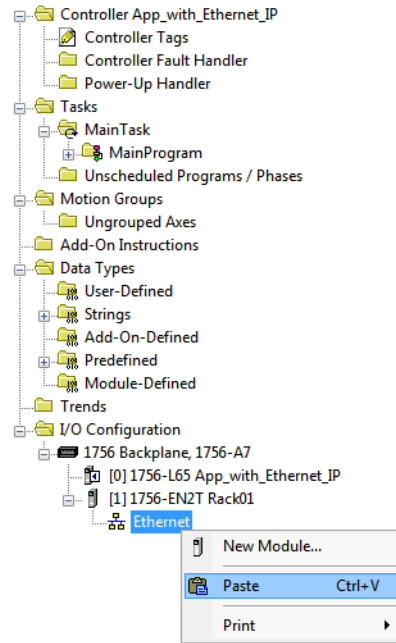 Controller App_with_Ethernet_IP
Controller Tags
Controller Fault Handler
Power-Up Handler
Tasks
MainTask
MainProgram
Unscheduled Programs / Phases
Motion Groups
Ungrouped Axes
Add-On Instructions
Data Types
User-Defined
Strings
Add-On-Defined
Predefined
Module-Defined
Trends
I/O Configuration
1756 Backplane, 1756-A7
[0] 1756-L65 App_with_Ethernet_IP
[1] 1756-EN2T Rack01
Ethernet
New Module...
Paste Ctrl+V
Print